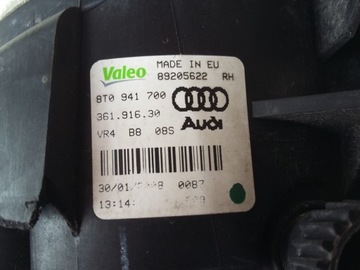 Valeo
MADE IN EU
89205622 RH
8T0 941 700
361.916.30
Audi
VR4 B8 08S
0087
13:14: